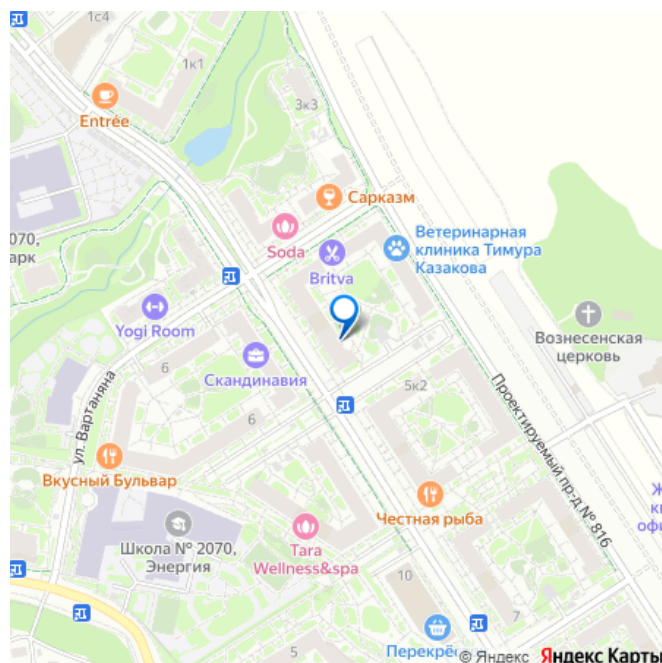 1с4
1к1
Entrée
3к3
Сарказм
Soda
Ветеринарная
клиника Тимура
Казакова
2070,
арк
Britva
Yogi Room
Вознесенская
церковь
6
Скандинавия
ул. Вартаняна
6
5к2
Проектируемый пр-д № 816
Вкусный Бульвар
Честная рыба
Школа № 2070,
Энергия
Tara
Wellness&spa
10
7
5
Перекрё
© Яндекс Яндекс Карты